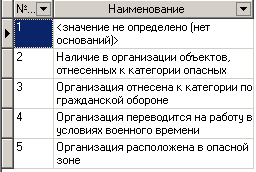 №... Наименование
1 <значение не определено (нет
оснований)>
2 Наличие в организации объектов,
отнесенных к категории опасных
3 Организация отнесена к категории по
гражданской обороне
4 Организация переводится на работу в
условиях военного времени
5 Организация расположена в опасной
зоне